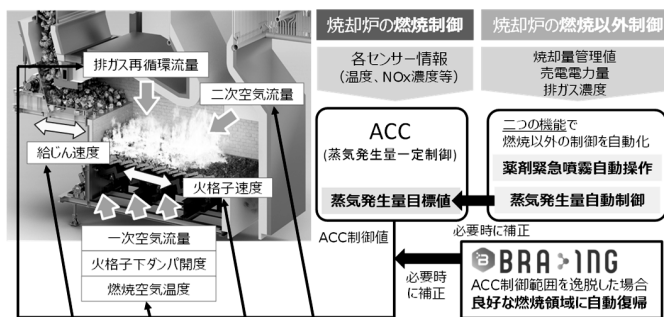 排ガス再循環流量
二次空気流量
給じん速度
火格子速度
一次空気流量
火格子下ダンパ開度
燃焼空気温度
焼却炉の燃焼制御
各センサー情報
(温度、NOx濃度等)
ACC
(蒸気発生量一定制御)
蒸気発生量目標値
ACC制御値
焼却炉の燃焼以外制御
焼却量管理値
売電電力量
排ガス濃度
二つの機能で
燃焼以外の制御を自動化
薬剤緊急噴霧自動操作
蒸気発生量自動制御
必要時に補正
必要時
に補正
BRA>ING
ACC制御範囲を逸脱した場合
良好な燃焼領域に自動復帰